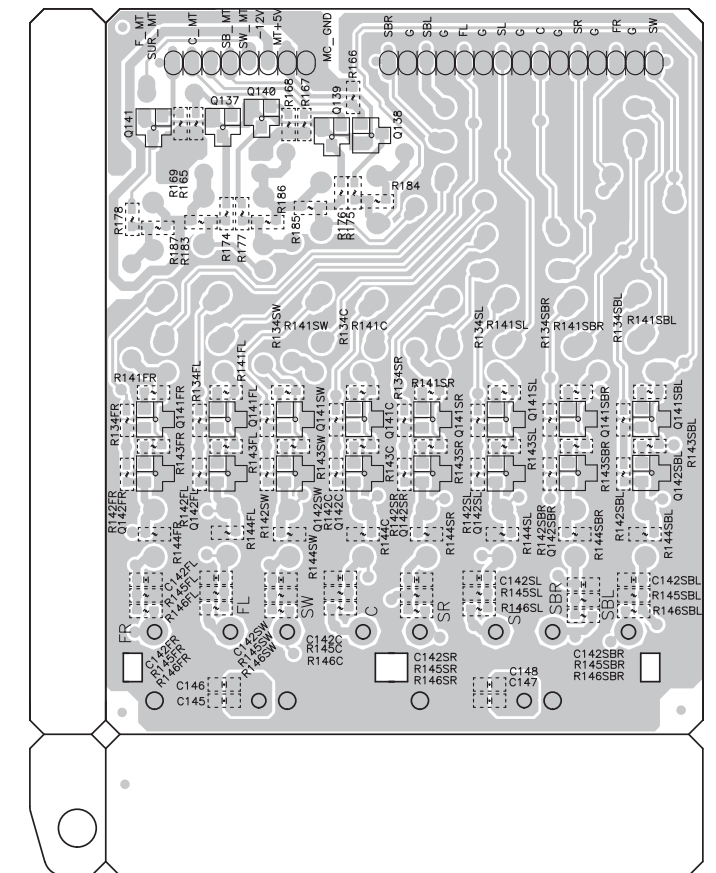 F_MT
SUR_MT
C_MT
SB_MT
SW_MT
-12V
MT+5V
MC_GND
R166
SBR
G
SBL
G
FL
G
SL
G
C
G
SR
G
FR
G
SW
Q141
Q137
Q140
R168
R167
Q139
Q138
R169
R165
R178
R187
R183
R174
R177
R186
R185
R176
R175
R184
R134SW
R141SW
R134C
R141C
R134SL
R141SL
R134SBR
R141SBR
R134SBL
R141SBL
R141FR
R134FL
R141FL
R134SR
R141SR
R134FR
Q141FR
Q141FL
Q141SW
Q141C
Q141SR
Q141SL
Q141SBR
Q141SBL
R143FR
R143FL
R143SW
R143C
R143SR
R143SL
R143SBR
R143SBL
R142FR
Q142FR
R142FL
Q142FL
R142SW
Q142SW
R142C
Q142C
R142SR
Q142SR
R142SL
Q142SL
R142SBR
Q142SBR
R142SBL
Q142SBL
R144FR
R144FL
R144SW
R144C
R144SR
R144SL
R144SBR
R144SBL
C142FL
R145FL
R146FL
C142SL
R145SL
R146SL
C142SBL
R145SBL
R146SBL
FR
FL
SW
C
SR
SBR
SBL
C142FR
R145FR
R146FR
C142SW
R145SW
R146SW
C142C
R145C
R146C
C142SR
R145SR
R146SR
C142SBR
R145SBR
R146SBR
C146
C145
C148
C147